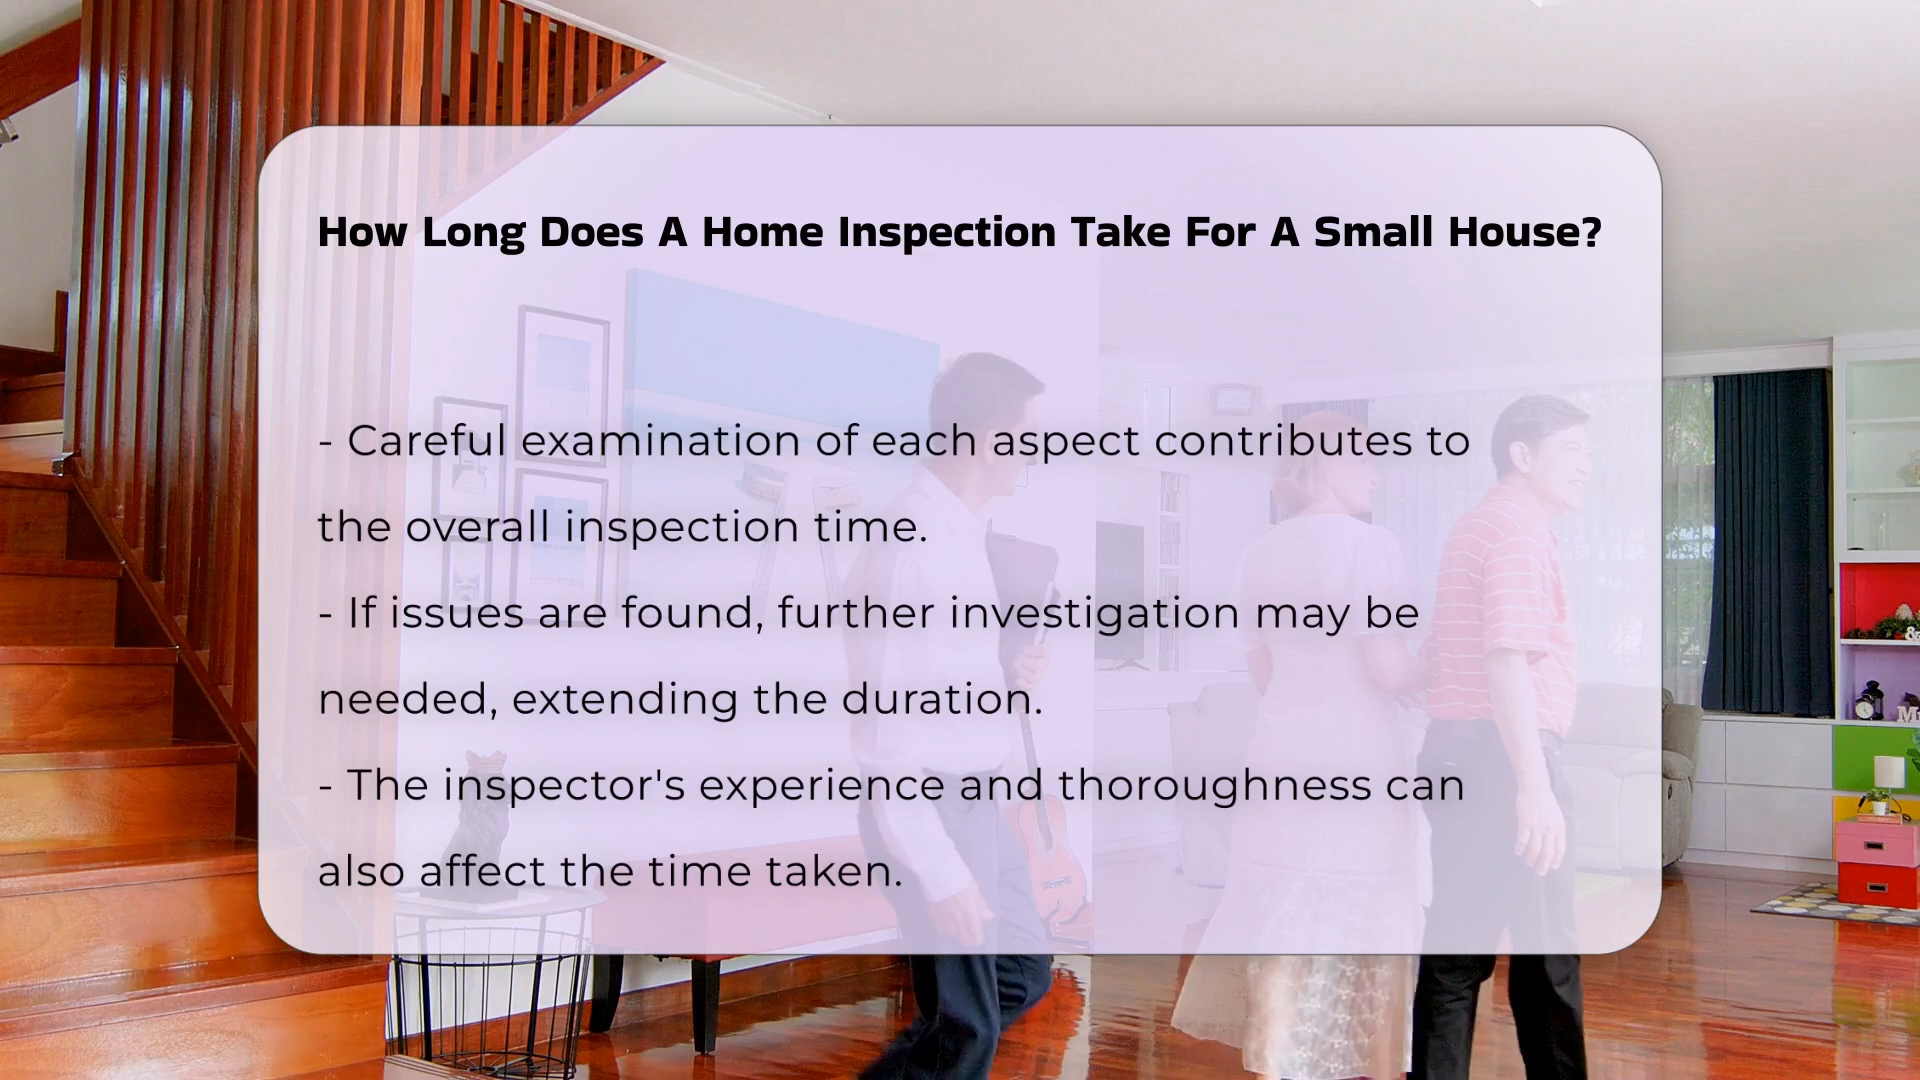 How Long Does A Home Inspection Take For A Small House?
- Careful examination of each aspect contributes to
the overall inspection time.
- If issues are found, further investigation may be
needed, extending the duration.
- The inspector's experience and thoroughness can
also affect the time taken.